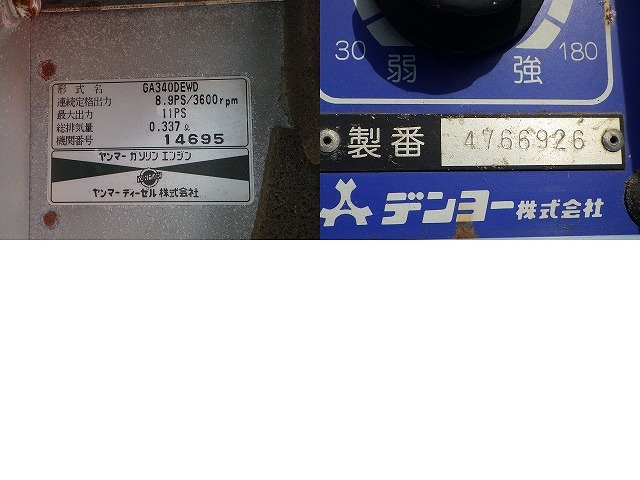 形式名 GA340DEWD
連続定格出力 8.9PS/3600rpm
最大出力 11PS
総排気量 0.337ℓ
機関番号 14695
ヤンマー ガソリン エンジン
ヤンマーディーゼル 株式会社
30 弱 強 180
製番 4766926
デンヨー株式会社